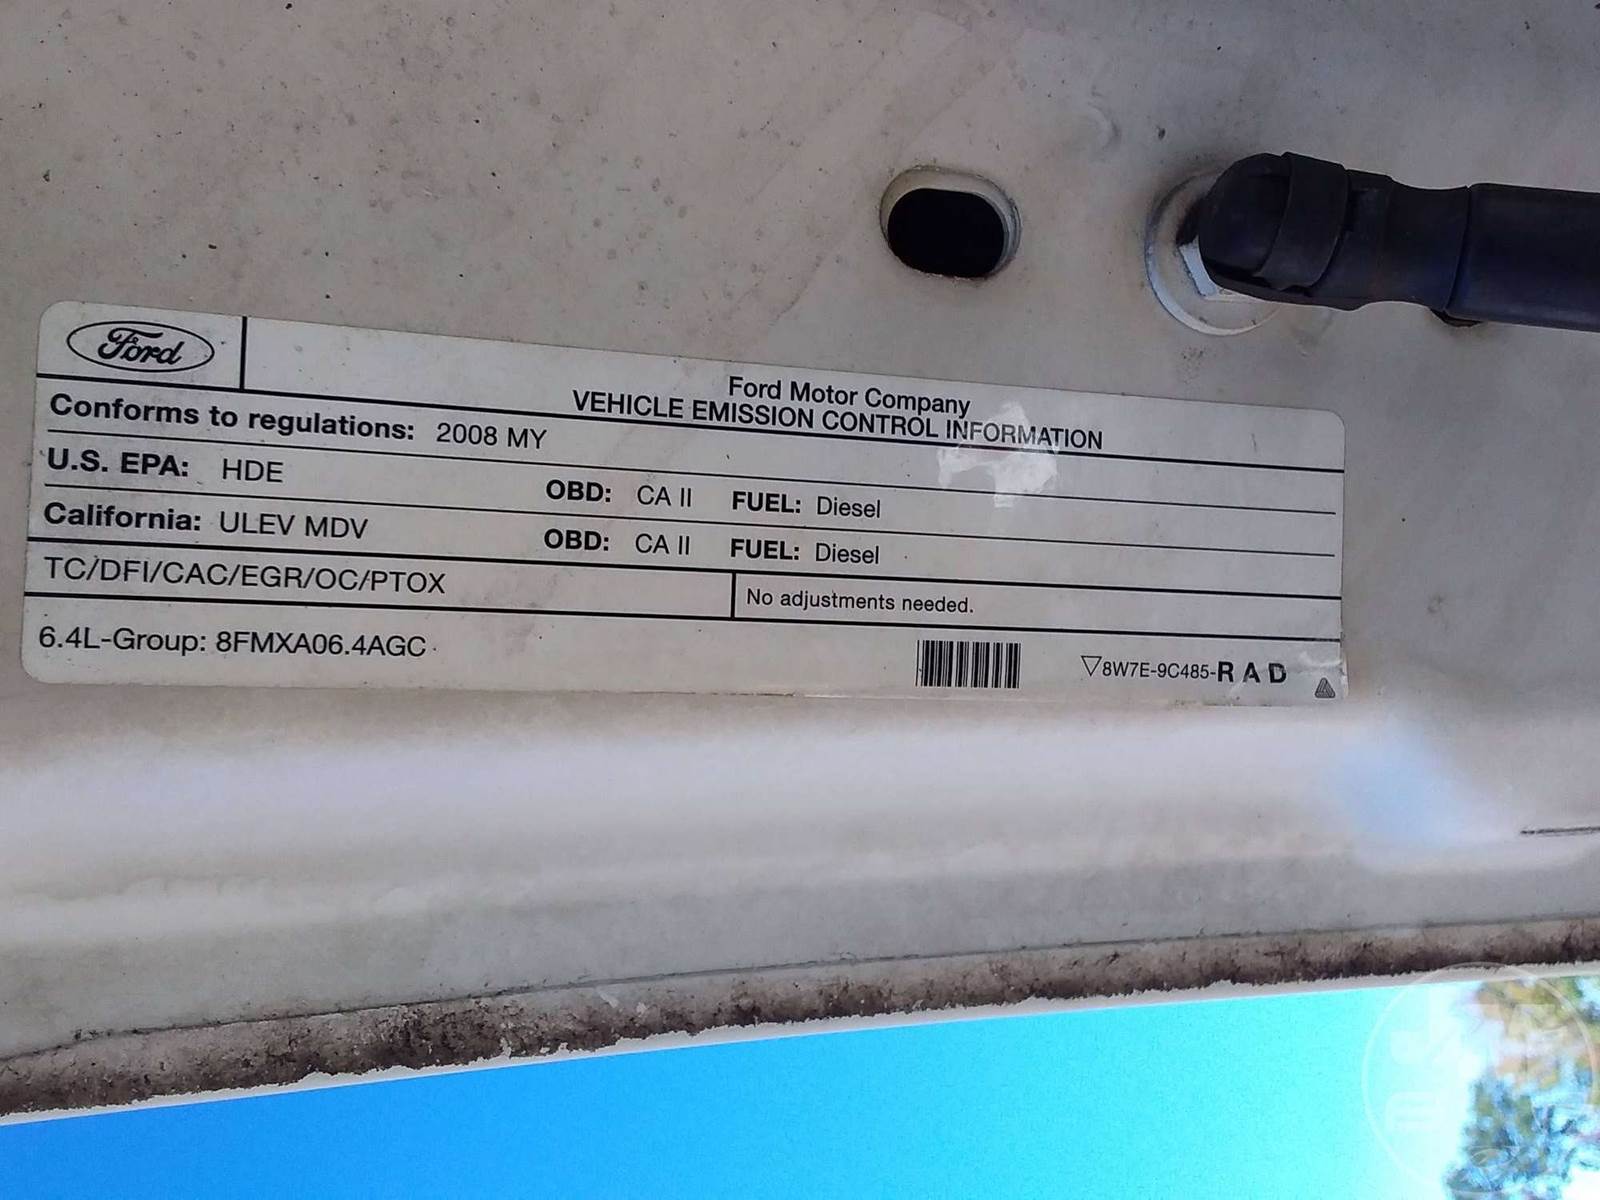 Ford
Ford Motor Company
VEHICLE EMISSION CONTROL INFORMATION
Conforms to regulations: 2008 MY
U.S. EPA: HDE OBD: CA II FUEL: Diesel
California: ULEV MDV OBD: CA II FUEL: Diesel
TC/DFI/CAC/EGR/OC/PTOX
No adjustments needed.
6.4L-Group: 8FMXA06.4AGC
▽8W7E-9C485-R A D